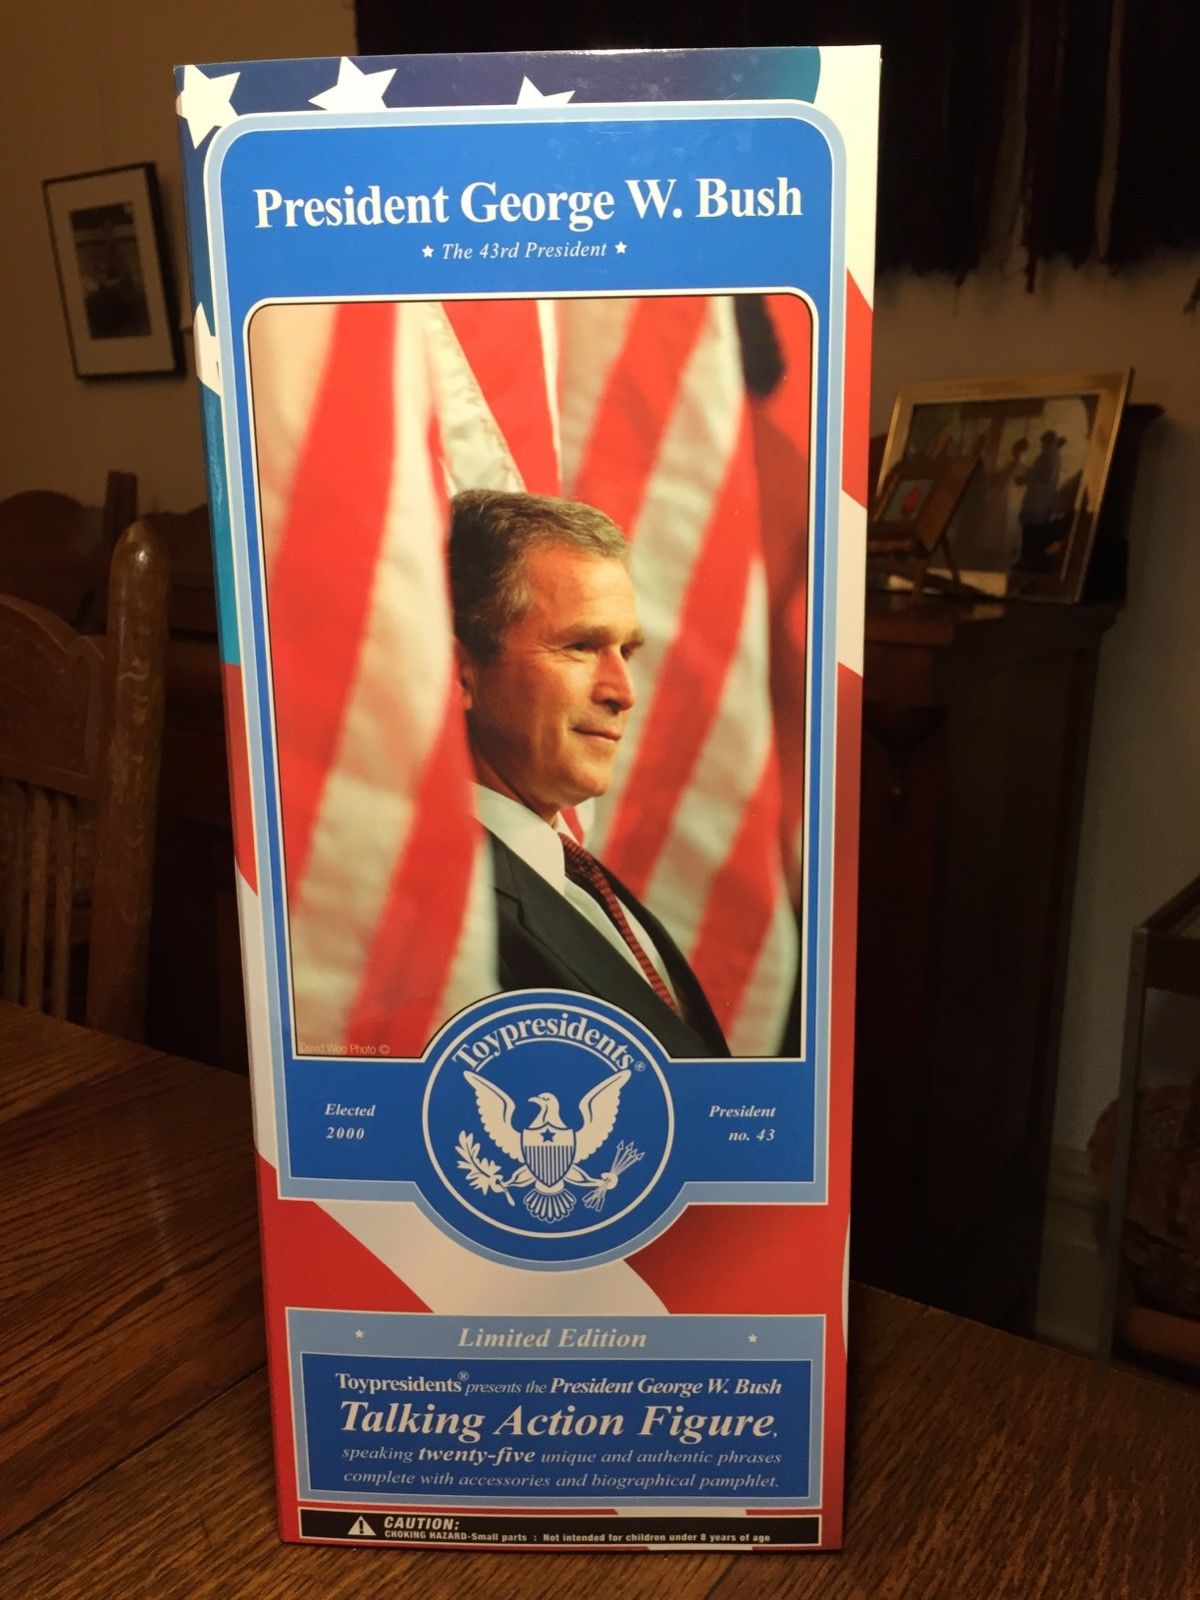 President George W. Bush
The 43rd President
David Woo Photo ©
Toypresidents®
Elected
2000
President
no. 43
Limited Edition
Toypresidents® presents the President George W. Bush
Talking Action Figure,
speaking twenty-five unique and authentic phrases
complete with accessories and biographical pamphlet.
CAUTION:
CHOKING HAZARD-Small parts : Not intended for children under 8 years of age